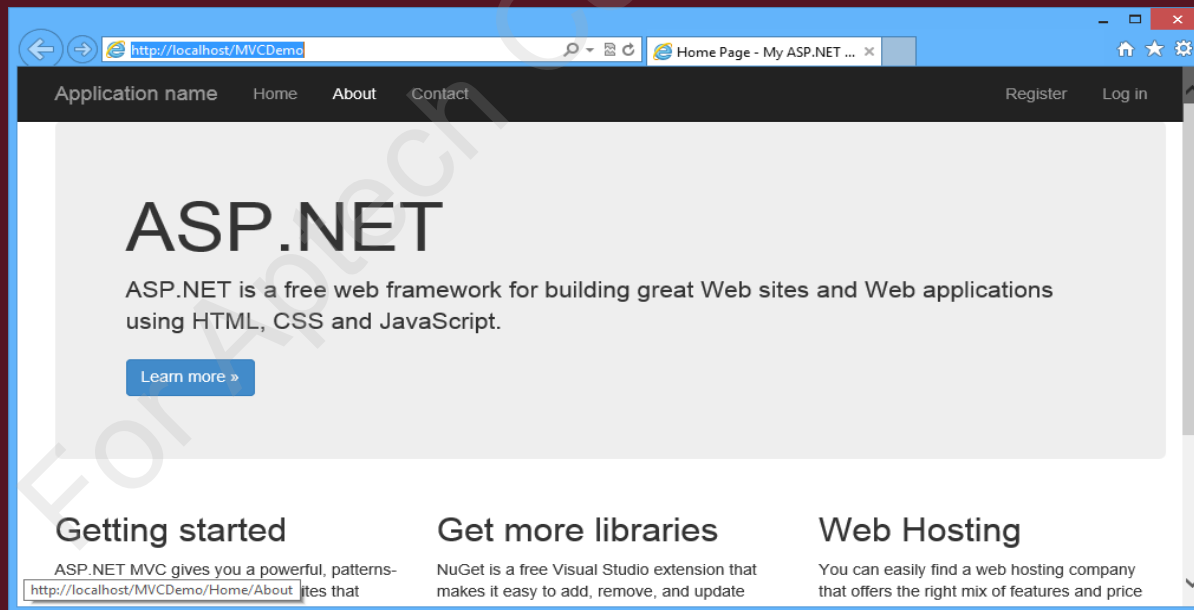 http://localhost/MVCDemo
Home Page - My ASP.NET ...
Application name Home About Contact Register Log in
ASP.NET
ASP.NET is a free web framework for building great Web sites and Web applications
using HTML, CSS and JavaScript.
Learn more »
Getting started
ASP.NET MVC gives you a powerful, patterns-
http://localhost/MVCDemo/Home/About ites that
Get more libraries
NuGet is a free Visual Studio extension that
makes it easy to add, remove, and update
Web Hosting
You can easily find a web hosting company
that offers the right mix of features and price
For Aptech